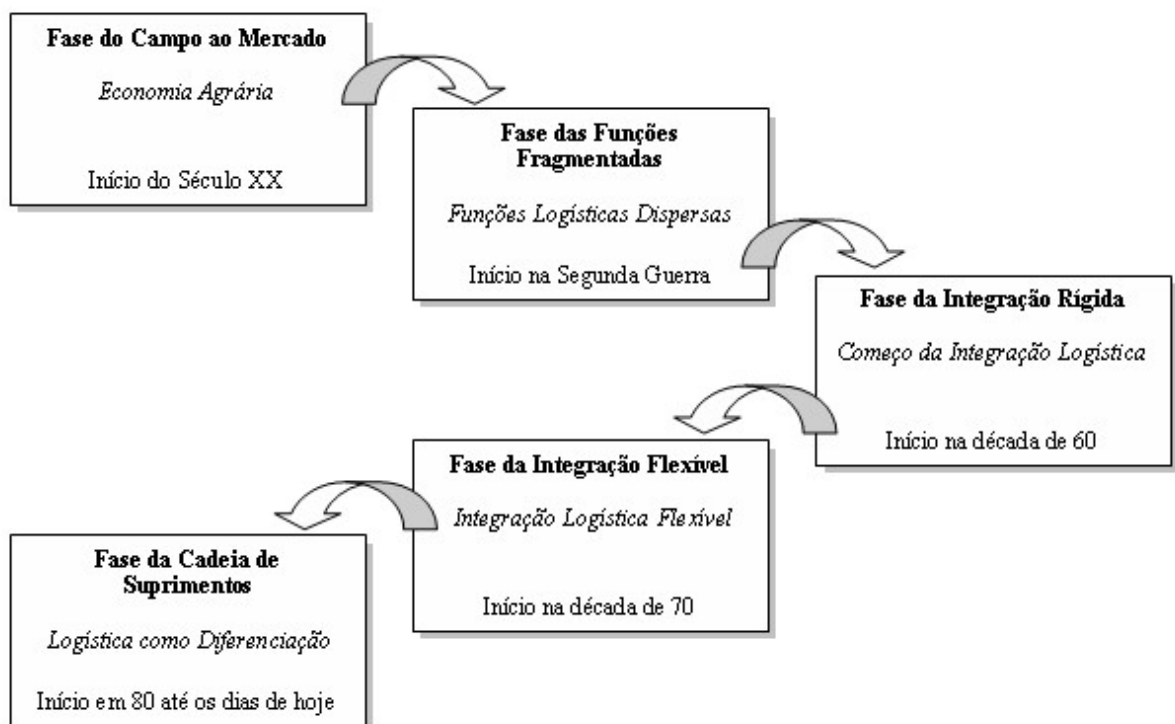 Fase do Campo ao Mercado
Economia Agrária
Início do Século XX
Fase das Funções
Fragmentadas
Funções Logísticas Dispersas
Início na Segunda Guerra
Fase da Integração Rígida
Começo da Integração Logística
Início na década de 60
Fase da Integração Flexível
Integração Logística Flexível
Início na década de 70
Fase da Cadeia de
Suprimentos
Logística como Diferenciação
Início em 80 até os dias de hoje